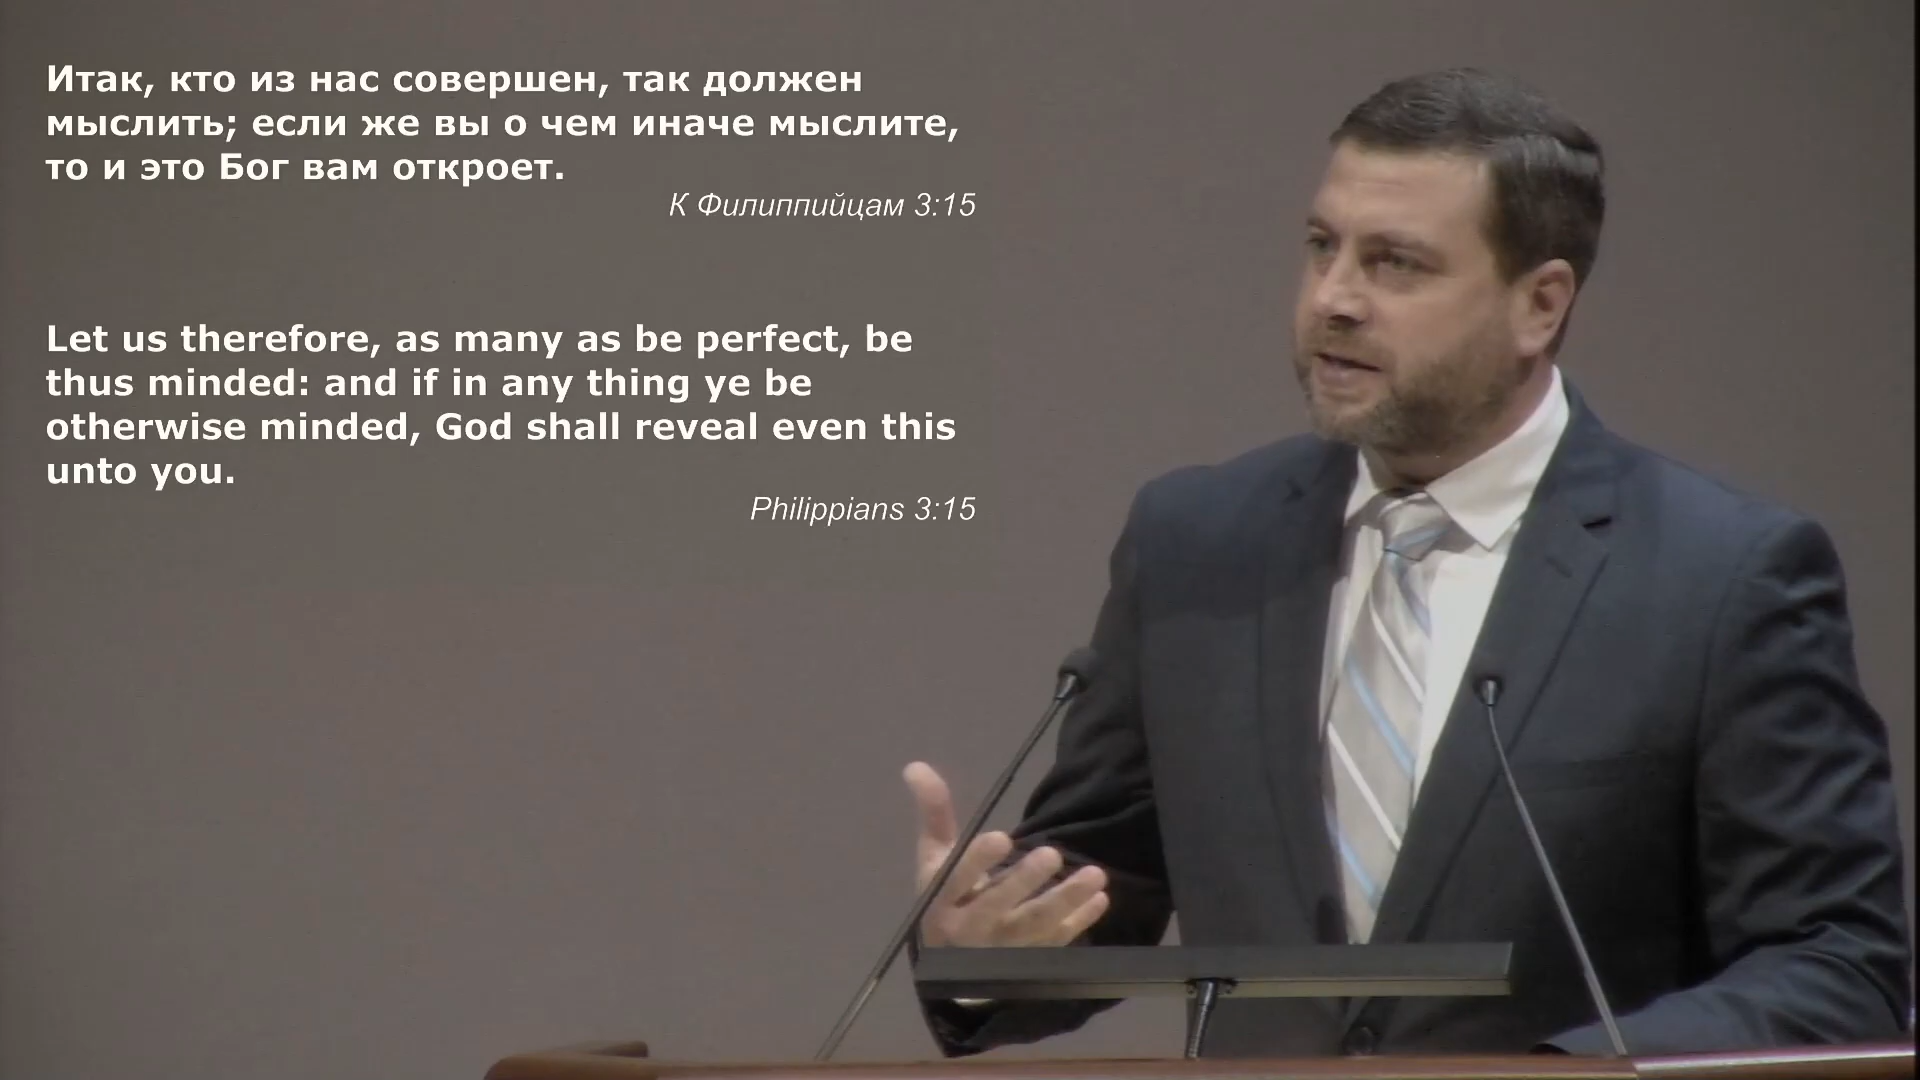 Итак, кто из нас совершен, так должен
мыслить; если же вы о чем иначе мыслите,
то и это Бог вам откроет.
К Филиппийцам 3:15
Let us therefore, as many as be perfect, be
thus minded: and if in any thing ye be
otherwise minded, God shall reveal even this
unto you.
Philippians 3:15